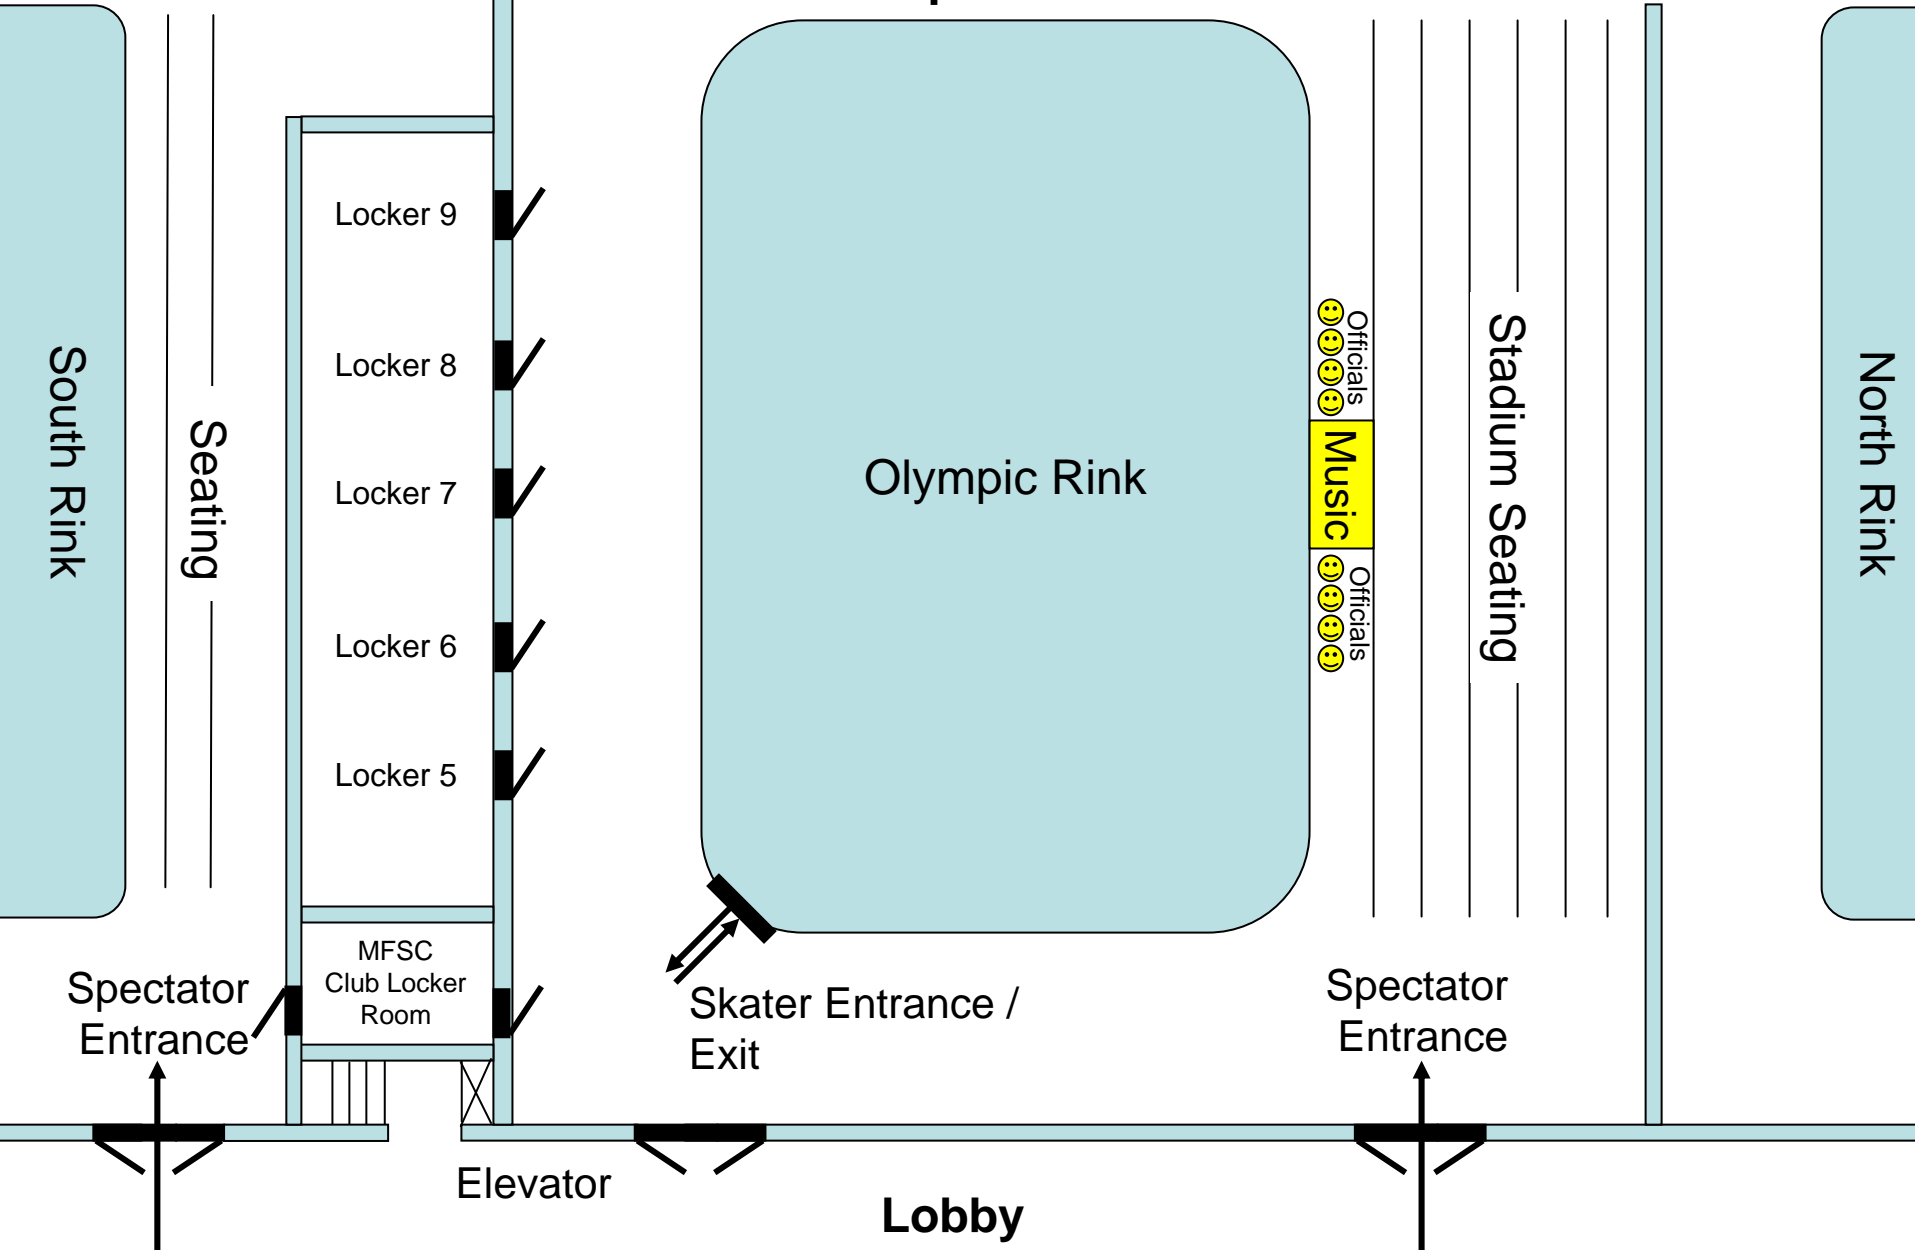 Locker 9
Locker 8
Locker 7
Locker 6
Locker 5
South Rink
Seating
Olympic Rink
Officials
Music
Officials
Stadium Seating
North Rink
MFSC
Club Locker
Room
Spectator
Entrance
Skater Entrance /
Exit
Spectator
Entrance
Elevator
Lobby